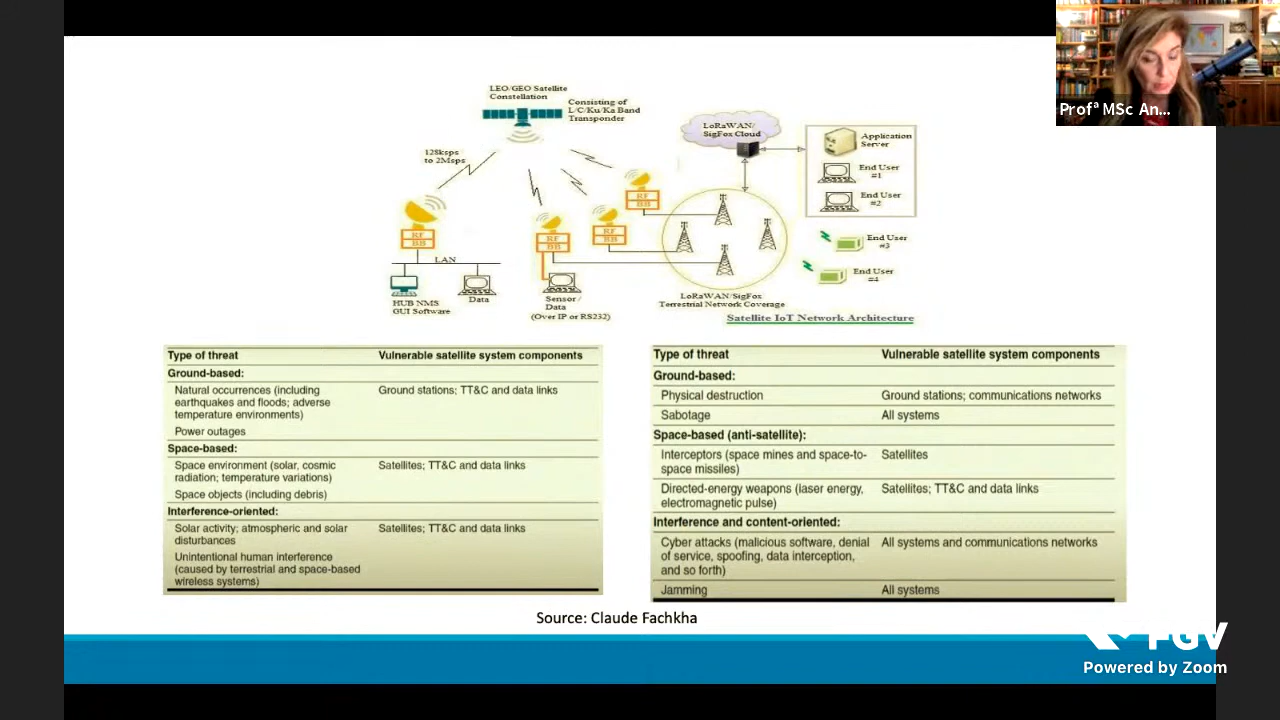 Profª MSc An...
LEO/GEO Satellite
Constellation
Consisting of
L/C/Ku/Ka Band
Transponder
128ksps
to 2Msps
LoRaWAN/
SigFox Cloud
Application
Server
End User
#1
End User
#2
End User
#3
End User
#4
RF
BB
RF
BB
RF
BB
RF
BB
LAN
HUB NMS
GUI Software
Data
Sensor /
Data
(Over IP or RS232)
LoRaWAN/SigFox
Terrestrial Network Coverage
Satellite IoT Network Architecture
Type of threat Vulnerable satellite system components
Ground-based:
Natural occurrences (including Ground stations; TT&C and data links
earthquakes and floods; adverse
temperature environments)
Power outages
Space-based:
Space environment (solar, cosmic Satellites; TT&C and data links
radiation; temperature variations)
Space objects (including debris)
Interference-oriented:
Solar activity; atmospheric and solar Satellites; TT&C and data links
disturbances
Unintentional human interference
(caused by terrestrial and space-based
wireless systems)
Type of threat Vulnerable satellite system components
Ground-based:
Physical destruction Ground stations; communications networks
Sabotage All systems
Space-based (anti-satellite):
Interceptors (space mines and space-to- Satellites
space missiles)
Directed-energy weapons (laser energy, Satellites; TT&C and data links
electromagnetic pulse)
Interference and content-oriented:
Cyber attacks (malicious software, denial All systems and communications networks
of service, spoofing, data interception,
and so forth)
Jamming All systems
Source: Claude Fachkha
FGV
Powered by Zoom